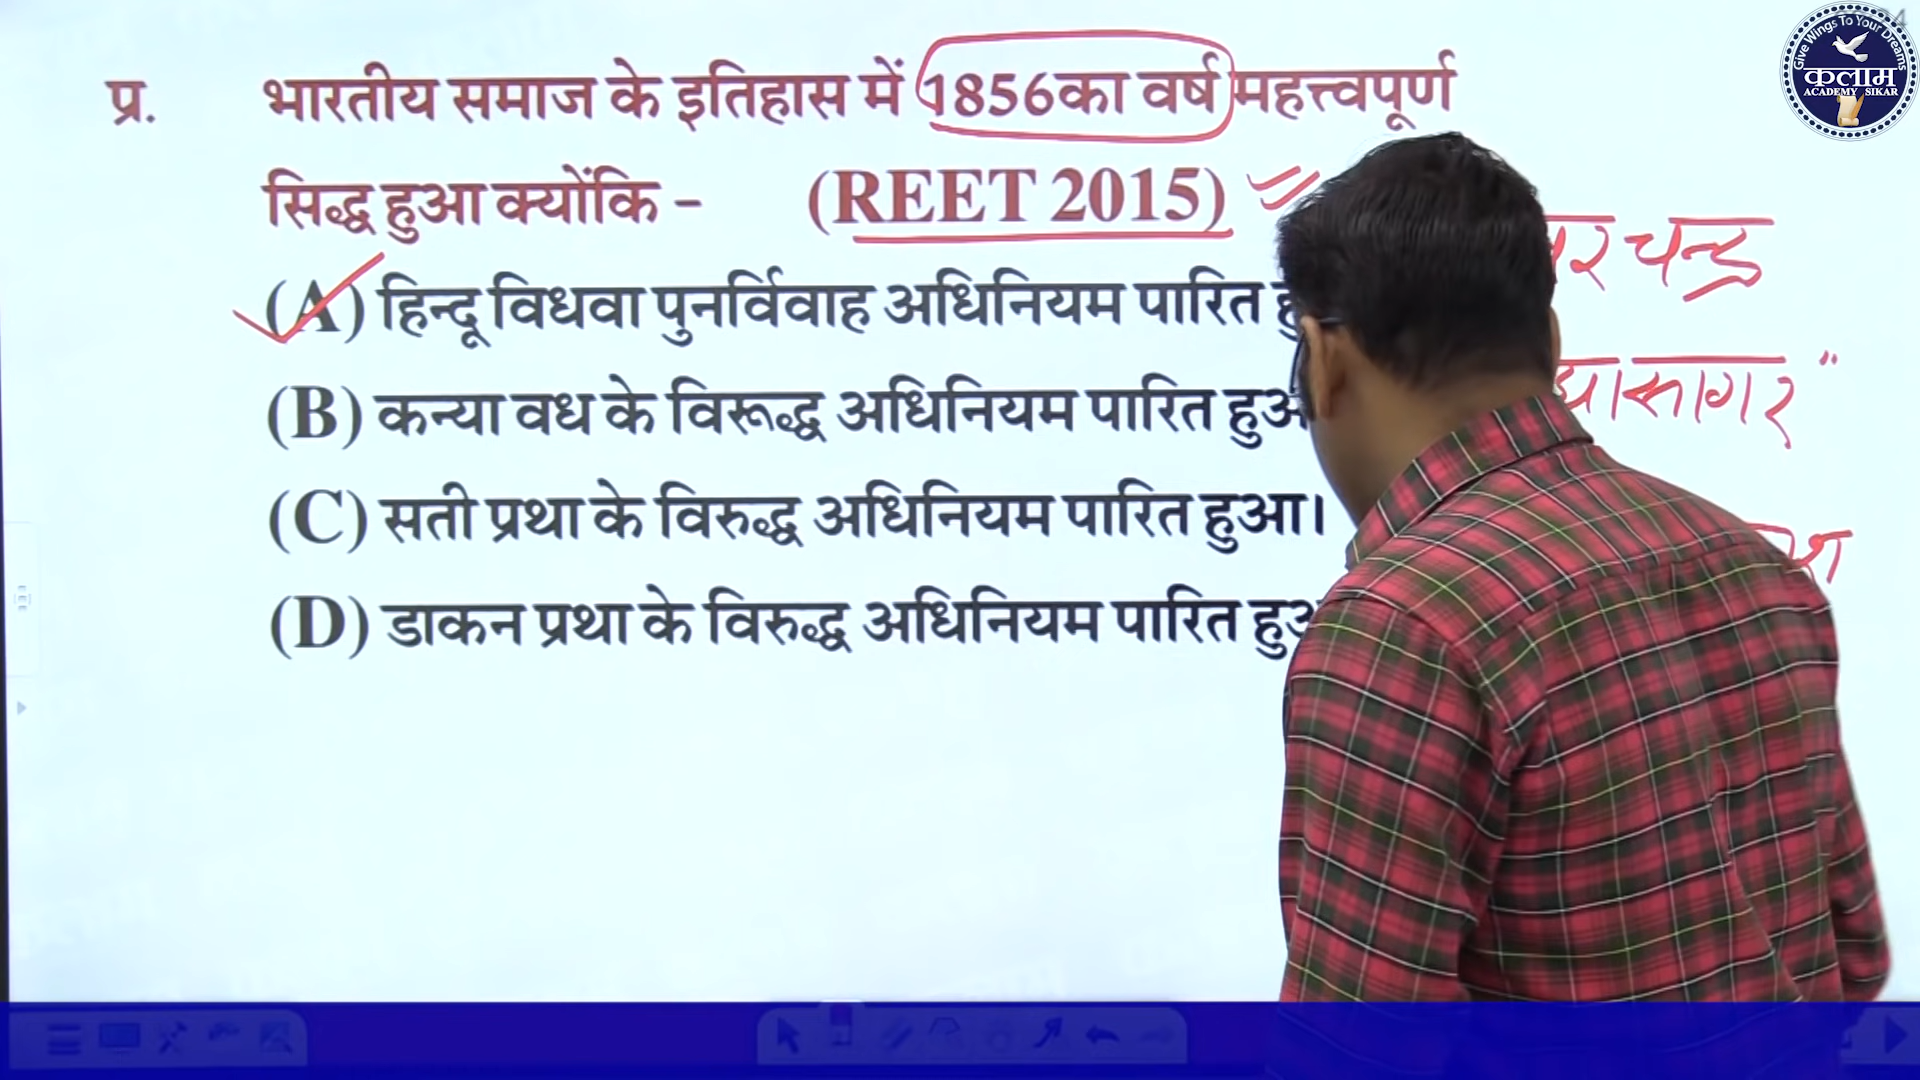 प्र. भारतीय समाज के इतिहास में 1856का वर्ष महत्त्वपूर्ण
सिद्ध हुआ क्योंकि - (REET 2015)
(A) हिन्दू विधवा पुनर्विवाह अधिनियम पारित
(B) कन्या वध के विरूद्ध अधिनियम पारित
(C) सती प्रथा के विरुद्ध अधिनियम पारित हुआ।
(D) डाकन प्रथा के विरुद्ध अधिनियम पारित
चन्द्र
Give Wings To Your Dreams
कलाम
ACADEMY SIKAR